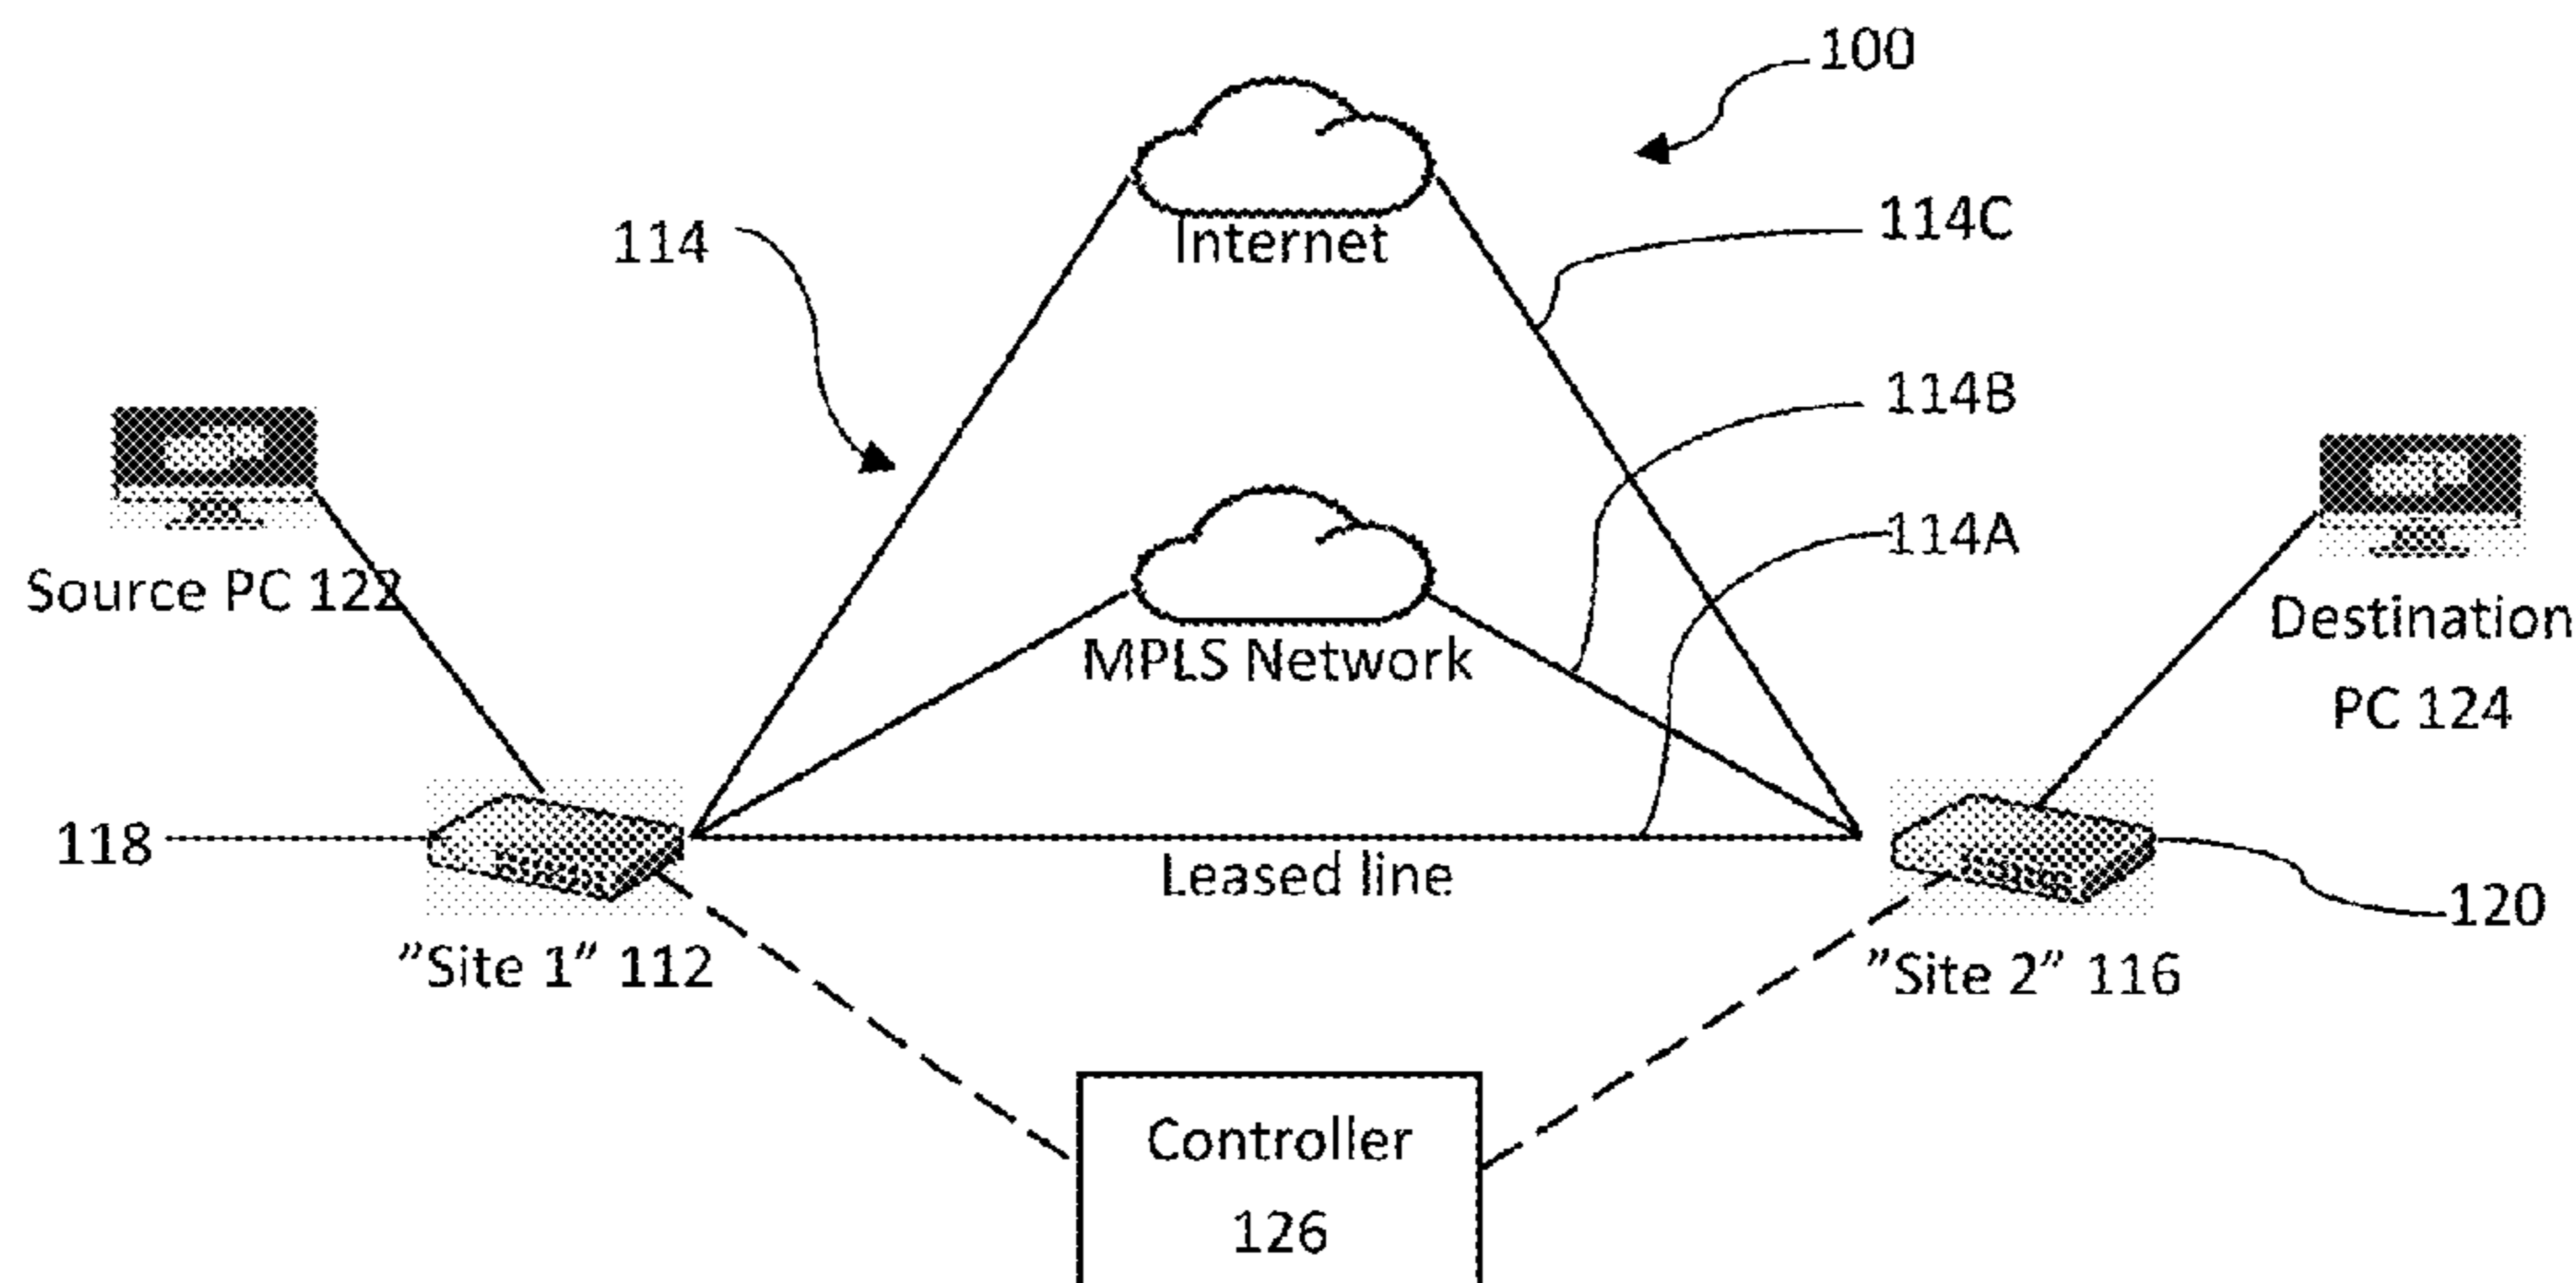 100
114C
114
Internet
114B
114A
Source PC 122
MPLS Network
Destination
PC 124
118
Leased line
120
”Site 1” 112
”Site 2” 116
Controller
126